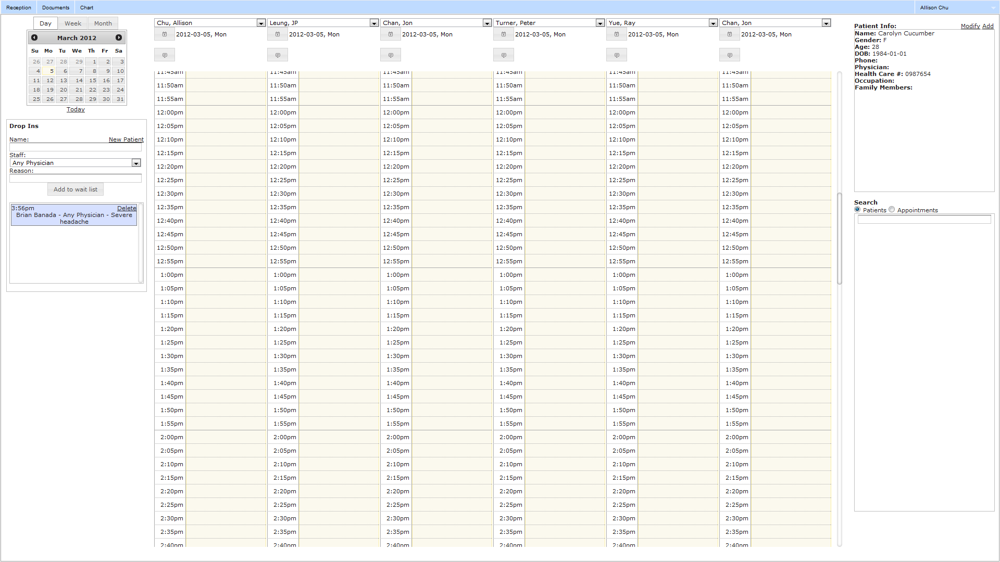 Reception Documents Chart Allison Chu
Day Week Month
March 2012
Su Mo Tu We Th Fr Sa
26 27 28 29 1 2 3
4 5 6 7 8 9 10
11 12 13 14 15 16 17
18 19 20 21 22 23 24
25 26 27 28 29 30 31
Today
Drop Ins
Name: New Patient
Staff:
Any Physician
Reason:
Add to wait list
3:56pm Delete
Brian Banada - Any Physician - Severe
headache
Chu, Allison Leung, JP Chan, Jon Turner, Peter Yue, Ray Chan, Jon
2012-03-05, Mon 2012-03-05, Mon 2012-03-05, Mon 2012-03-05, Mon 2012-03-05, Mon 2012-03-05, Mon
11:45am 11:45am 11:45am 11:45am 11:45am 11:45am
11:50am 11:50am 11:50am 11:50am 11:50am 11:50am
11:55am 11:55am 11:55am 11:55am 11:55am 11:55am
12:00pm 12:00pm 12:00pm 12:00pm 12:00pm 12:00pm
12:05pm 12:05pm 12:05pm 12:05pm 12:05pm 12:05pm
12:10pm 12:10pm 12:10pm 12:10pm 12:10pm 12:10pm
12:15pm 12:15pm 12:15pm 12:15pm 12:15pm 12:15pm
12:20pm 12:20pm 12:20pm 12:20pm 12:20pm 12:20pm
12:25pm 12:25pm 12:25pm 12:25pm 12:25pm 12:25pm
12:30pm 12:30pm 12:30pm 12:30pm 12:30pm 12:30pm
12:35pm 12:35pm 12:35pm 12:35pm 12:35pm 12:35pm
12:40pm 12:40pm 12:40pm 12:40pm 12:40pm 12:40pm
12:45pm 12:45pm 12:45pm 12:45pm 12:45pm 12:45pm
12:50pm 12:50pm 12:50pm 12:50pm 12:50pm 12:50pm
12:55pm 12:55pm 12:55pm 12:55pm 12:55pm 12:55pm
1:00pm 1:00pm 1:00pm 1:00pm 1:00pm 1:00pm
1:05pm 1:05pm 1:05pm 1:05pm 1:05pm 1:05pm
1:10pm 1:10pm 1:10pm 1:10pm 1:10pm 1:10pm
1:15pm 1:15pm 1:15pm 1:15pm 1:15pm 1:15pm
1:20pm 1:20pm 1:20pm 1:20pm 1:20pm 1:20pm
1:25pm 1:25pm 1:25pm 1:25pm 1:25pm 1:25pm
1:30pm 1:30pm 1:30pm 1:30pm 1:30pm 1:30pm
1:35pm 1:35pm 1:35pm 1:35pm 1:35pm 1:35pm
1:40pm 1:40pm 1:40pm 1:40pm 1:40pm 1:40pm
1:45pm 1:45pm 1:45pm 1:45pm 1:45pm 1:45pm
1:50pm 1:50pm 1:50pm 1:50pm 1:50pm 1:50pm
1:55pm 1:55pm 1:55pm 1:55pm 1:55pm 1:55pm
2:00pm 2:00pm 2:00pm 2:00pm 2:00pm 2:00pm
2:05pm 2:05pm 2:05pm 2:05pm 2:05pm 2:05pm
2:10pm 2:10pm 2:10pm 2:10pm 2:10pm 2:10pm
2:15pm 2:15pm 2:15pm 2:15pm 2:15pm 2:15pm
2:20pm 2:20pm 2:20pm 2:20pm 2:20pm 2:20pm
2:25pm 2:25pm 2:25pm 2:25pm 2:25pm 2:25pm
2:30pm 2:30pm 2:30pm 2:30pm 2:30pm 2:30pm
2:35pm 2:35pm 2:35pm 2:35pm 2:35pm 2:35pm
2:40pm 2:40pm 2:40pm 2:40pm 2:40pm 2:40pm
Patient Info: Modify Add
Name: Carolyn Cucumber
Gender: F
Age: 28
DOB: 1984-01-01
Phone:
Physician:
Health Care #: 0987654
Occupation:
Family Members:
Search
Patients Appointments